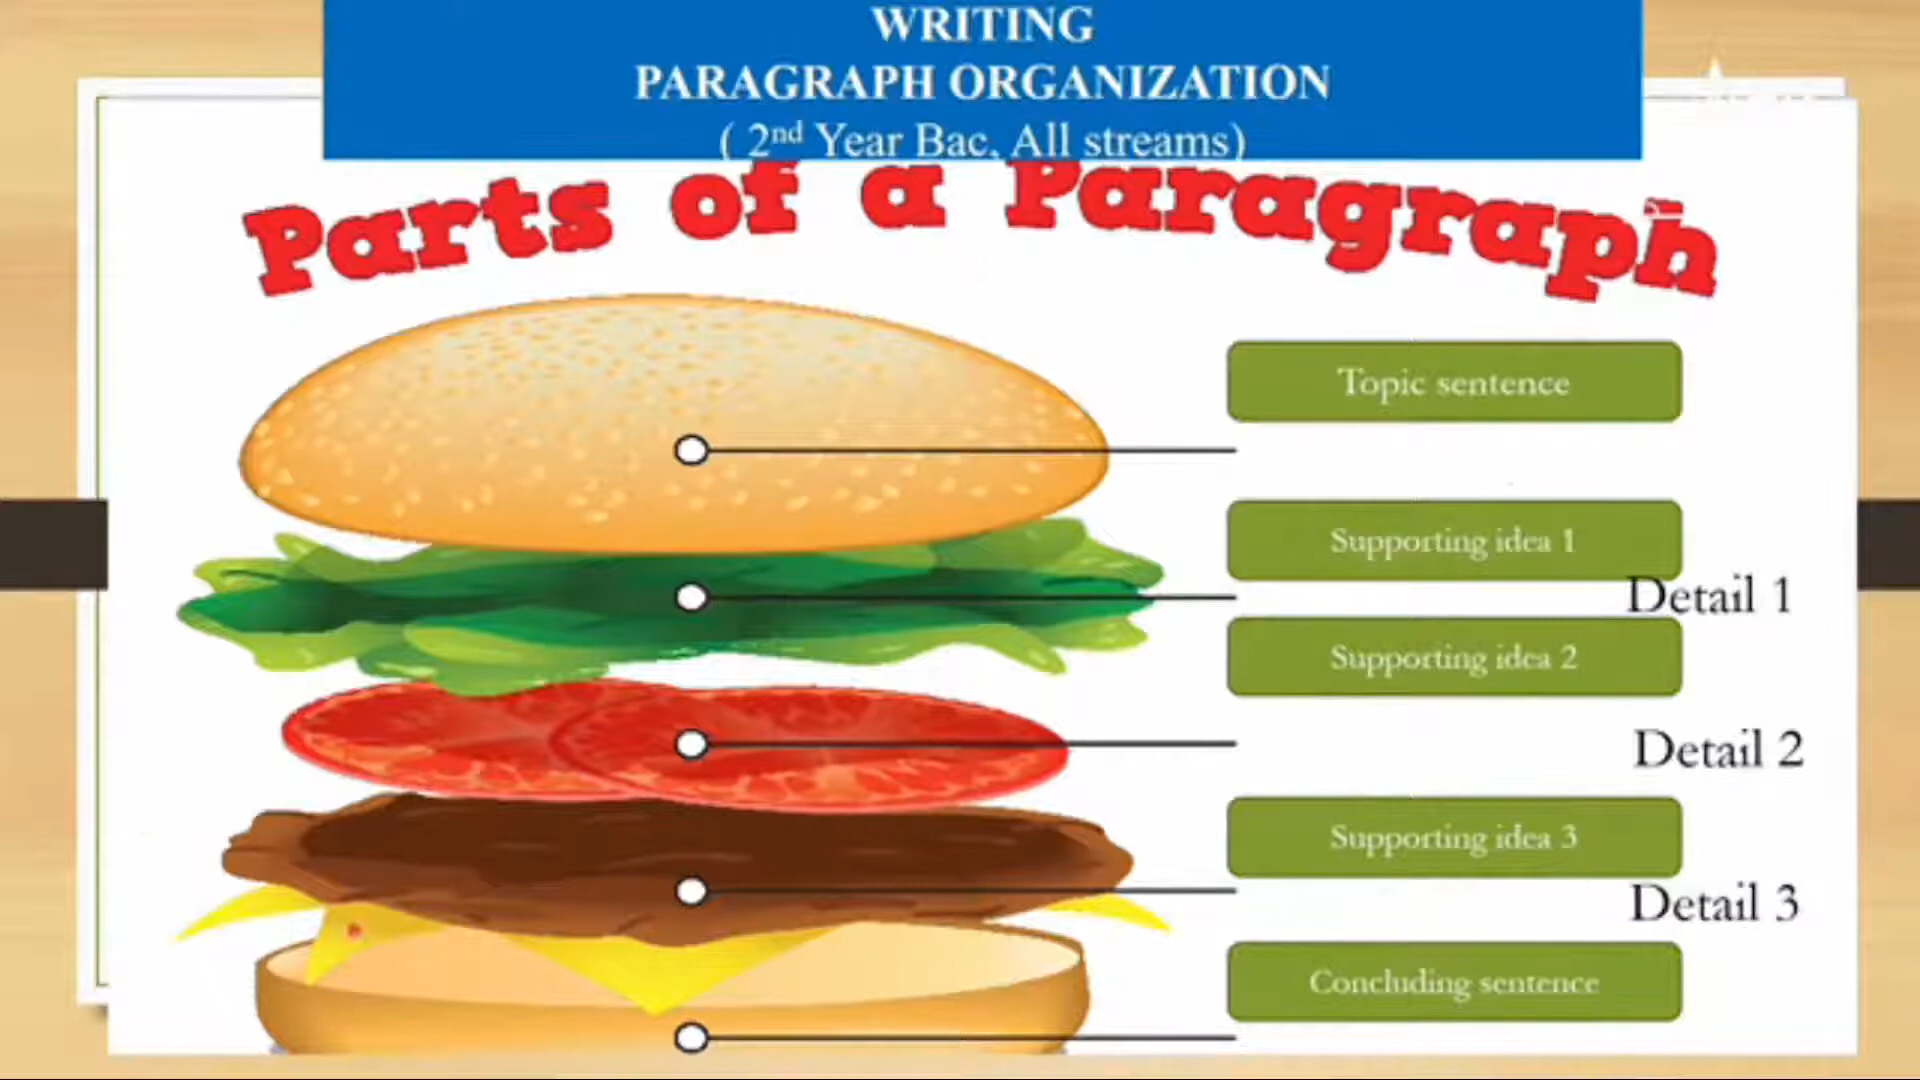 WRITING
PARAGRAPH ORGANIZATION
( 2nd Year Bac, All streams)
Parts of a Paragraph
Topic sentence
Supporting idea 1
Detail 1
Supporting idea 2
Detail 2
Supporting idea 3
Detail 3
Concluding sentence